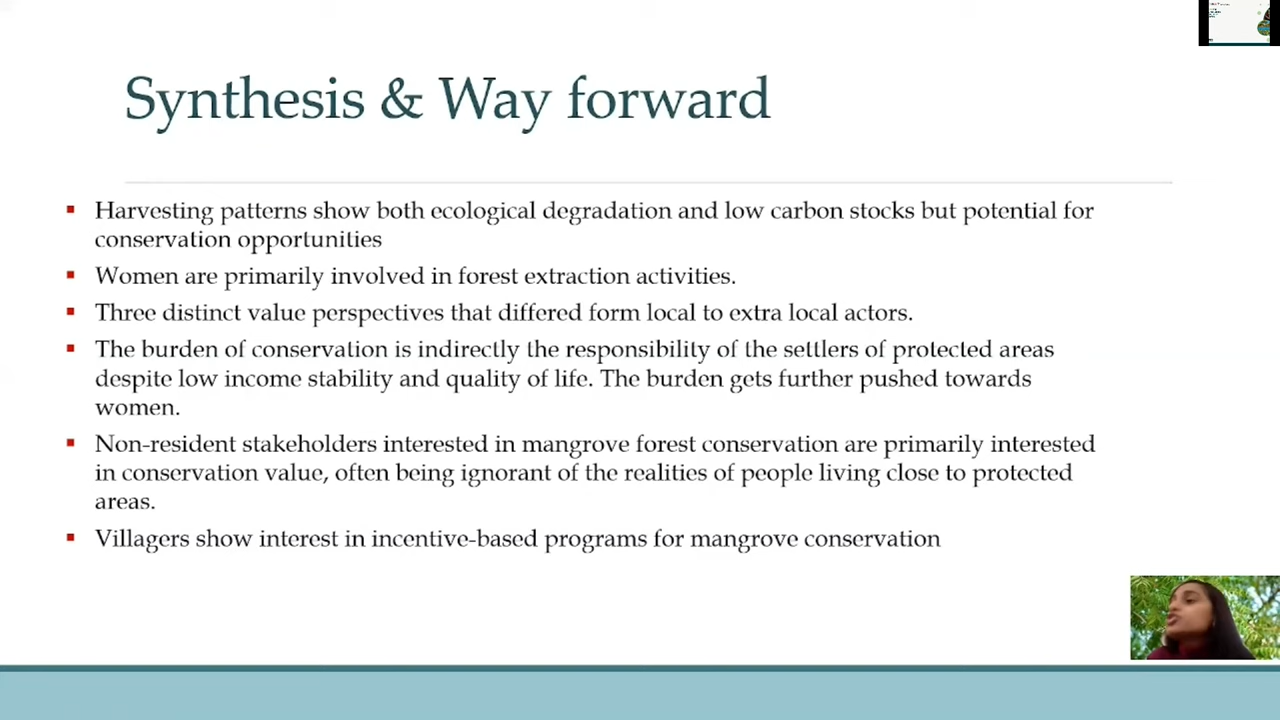 Synthesis & Way forward
Harvesting patterns show both ecological degradation and low carbon stocks but potential for
conservation opportunities
Women are primarily involved in forest extraction activities.
Three distinct value perspectives that differed form local to extra local actors.
The burden of conservation is indirectly the responsibility of the settlers of protected areas
despite low income stability and quality of life. The burden gets further pushed towards
women.
Non-resident stakeholders interested in mangrove forest conservation are primarily interested
in conservation value, often being ignorant of the realities of people living close to protected
areas.
Villagers show interest in incentive-based programs for mangrove conservation